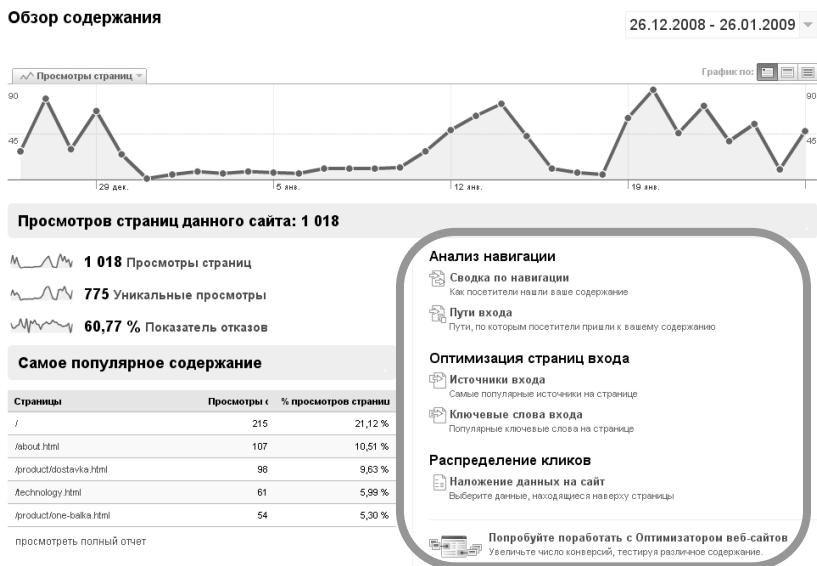 Обзор содержания
26.12.2008 - 26.01.2009
Просмотры страниц
График по:
90 90
45 45
29 дек. 5 янв. 12 янв. 19 янв.
Просмотров страниц данного сайта: 1 018
1 018 Просмотры страниц
775 Уникальные просмотры
60,77 % Показатель отказов
Самое популярное содержание
Страницы Просмотры с % просмотров страниц
/ 215 21,12 %
/about.html 107 10,51 %
/product/dostavka.html 98 9,63 %
/technology.html 61 5,99 %
/product/one-balka.html 54 5,30 %
просмотреть полный отчет
Анализ навигации
Сводка по навигации
Как посетители нашли ваше содержание
Пути входа
Пути, по которым посетители пришли к вашему содержанию
Оптимизация страниц входа
Источники входа
Самые популярные источники на странице
Ключевые слова входа
Популярные ключевые слова на странице
Распределение кликов
Наложение данных на сайт
Выберите данные, находящиеся наверху страницы
Попробуйте поработать с Оптимизатором веб-сайтов
Увеличьте число конверсий, тестируя различное содержание.